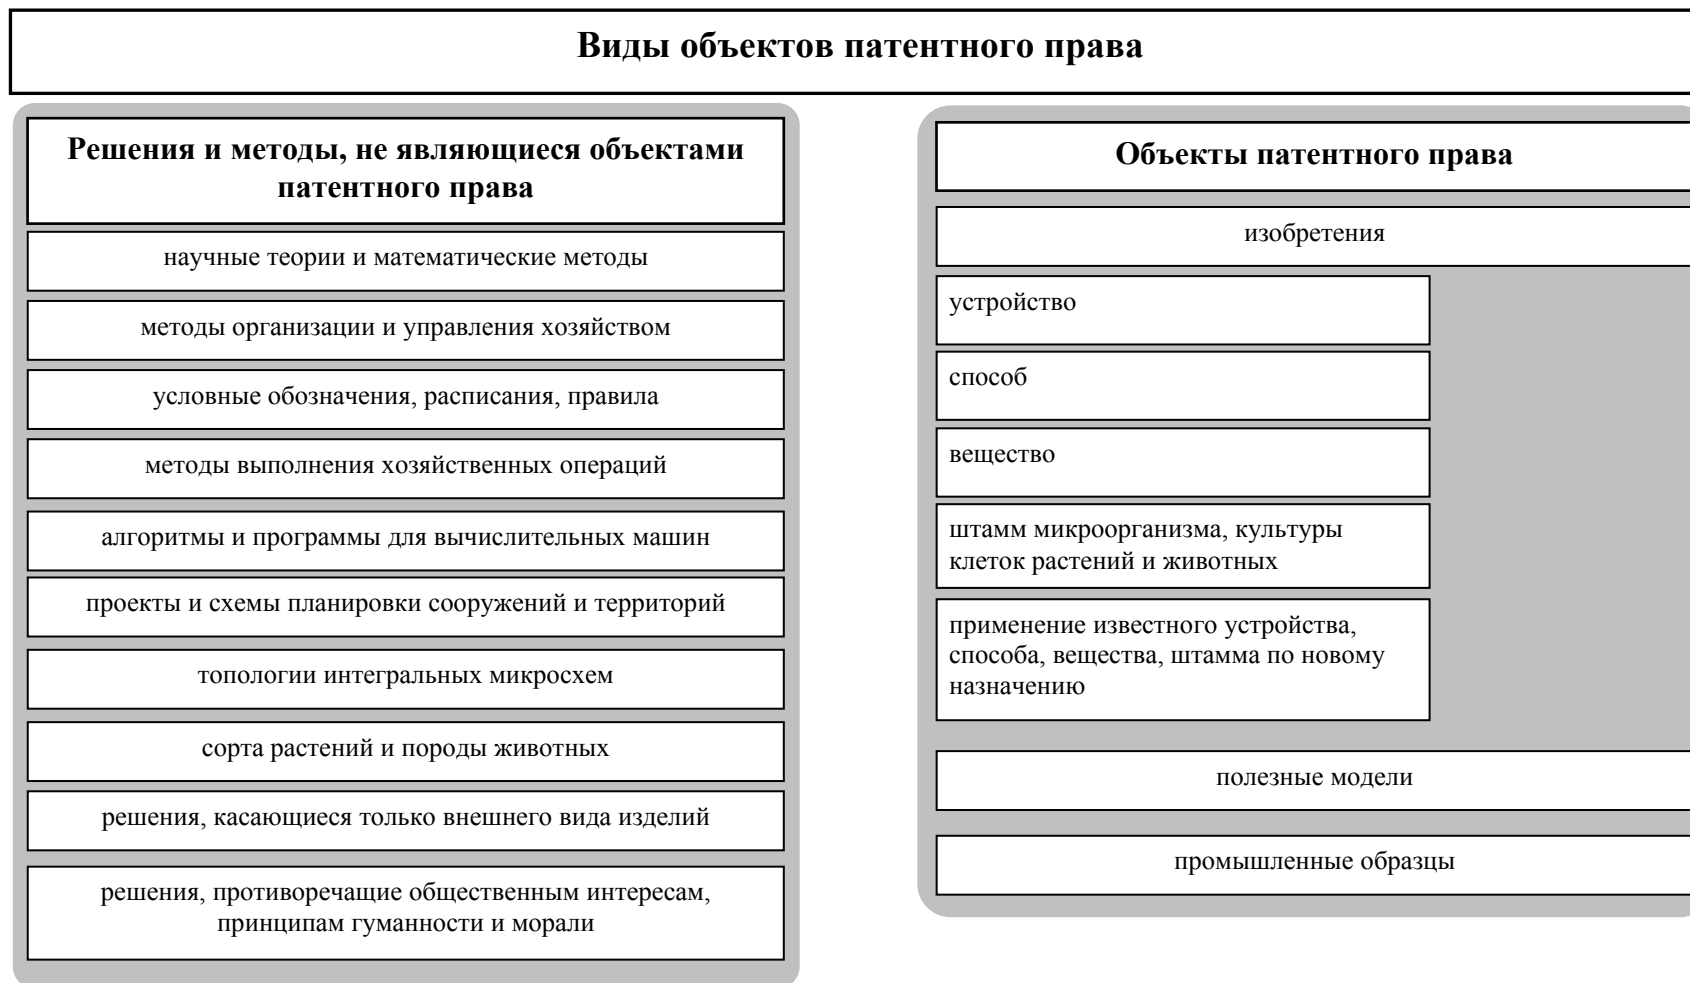 Виды объектов патентного права
Решения и методы, не являющиеся объектами
патентного права
научные теории и математические методы
методы организации и управления хозяйством
условные обозначения, расписания, правила
методы выполнения хозяйственных операций
алгоритмы и программы для вычислительных машин
проекты и схемы планировки сооружений и территорий
топологии интегральных микросхем
сорта растений и породы животных
решения, касающиеся только внешнего вида изделий
решения, противоречащие общественным интересам,
принципам гуманности и морали
Объекты патентного права
изобретения
устройство
способ
вещество
штамм микроорганизма, культуры
клеток растений и животных
применение известного устройства,
способа, вещества, штамма по новому
назначению
полезные модели
промышленные образцы